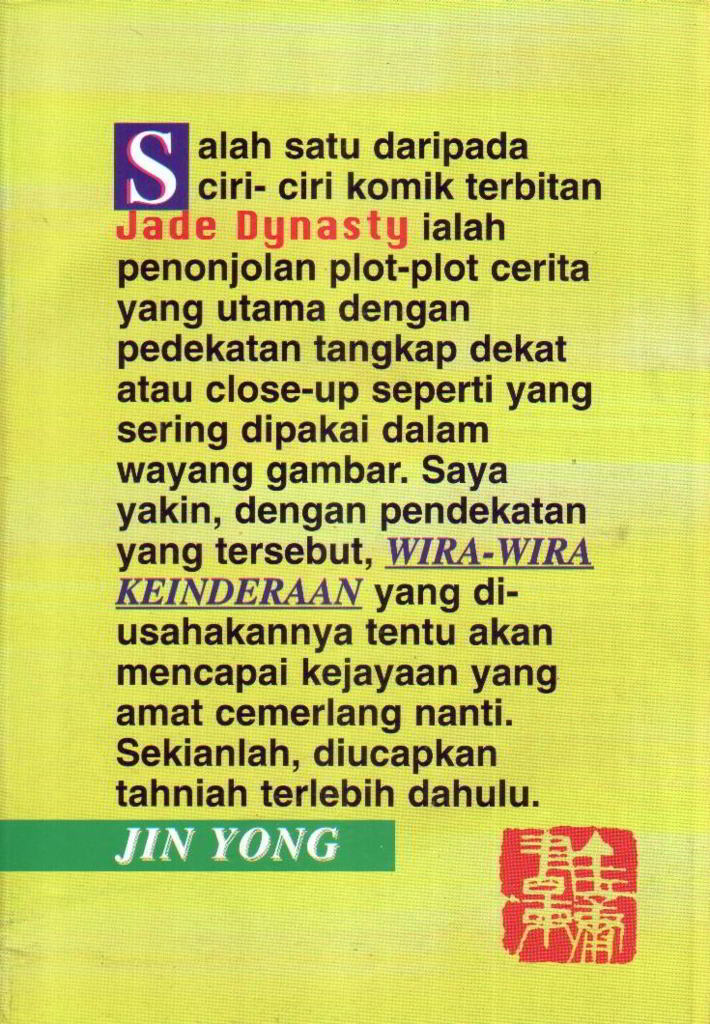 Salah satu daripada
ciri- ciri komik terbitan
Jade Dynasty ialah
penonjolan plot-plot cerita
yang utama dengan
pedekatan tangkap dekat
atau close-up seperti yang
sering dipakai dalam
wayang gambar. Saya
yakin, dengan pendekatan
yang tersebut, WIRA-WIRA
KEINDERAAN yang di-
usahakannya tentu akan
mencapai kejayaan yang
amat cemerlang nanti.
Sekianlah, diucapkan
tahniah terlebih dahulu.
JIN YONG